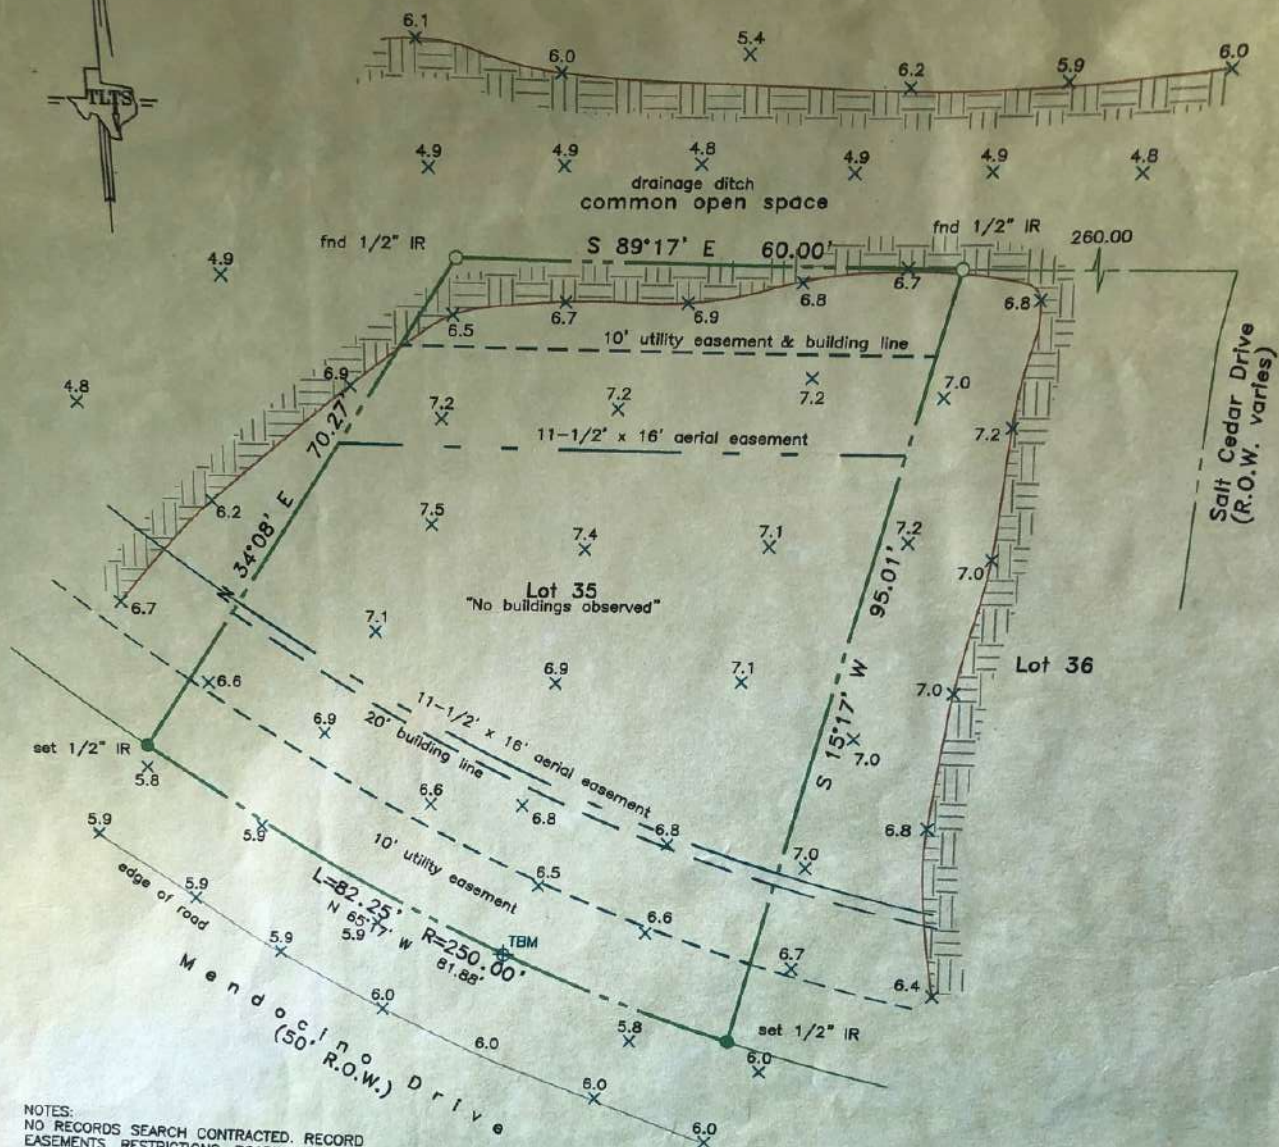 6.1
6.0
5.4
6.2
5.9
6.0
TLTS
4.9
4.9
4.8
4.9
4.9
4.8
drainage ditch
common open space
fnd 1/2" IR
S 89°17' E 60.00'
fnd 1/2" IR
260.00
4.9
6.7
6.8
6.8
6.5
6.7
6.9
10' utility easement & building line
Salt Cedar Drive
(R.O.W. varies)
4.8
6.9
7.2
7.2
7.2
7.0
70.27'
11-1/2' x 16' aerial easement
7.2
6.2
7.5
7.4
7.1
7.2
N 34°08' E
95.01'
7.0
Lot 35
"No buildings observed"
6.7
7.1
6.9
7.1
Lot 36
7.0
6.6
6.9
11-1/2' x 16' aerial easement
20' building line
S 15°17' W
7.0
set 1/2" IR
5.8
6.6
6.8
6.8
6.8
7.0
5.9
5.9
10' utility easement
6.5
edge of road
5.9
L=82.25'
R=250.00'
N 65°17' W
81.88'
5.9
TBM
6.6
6.7
6.4
5.9
Mendocino Drive
(50' R.O.W.)
6.0
6.0
5.8
set 1/2" IR
6.0
6.0
6.0
NOTES:
NO RECORDS SEARCH CONTRACTED. RECORD
EASEMENTS, RESTRICTIONS,